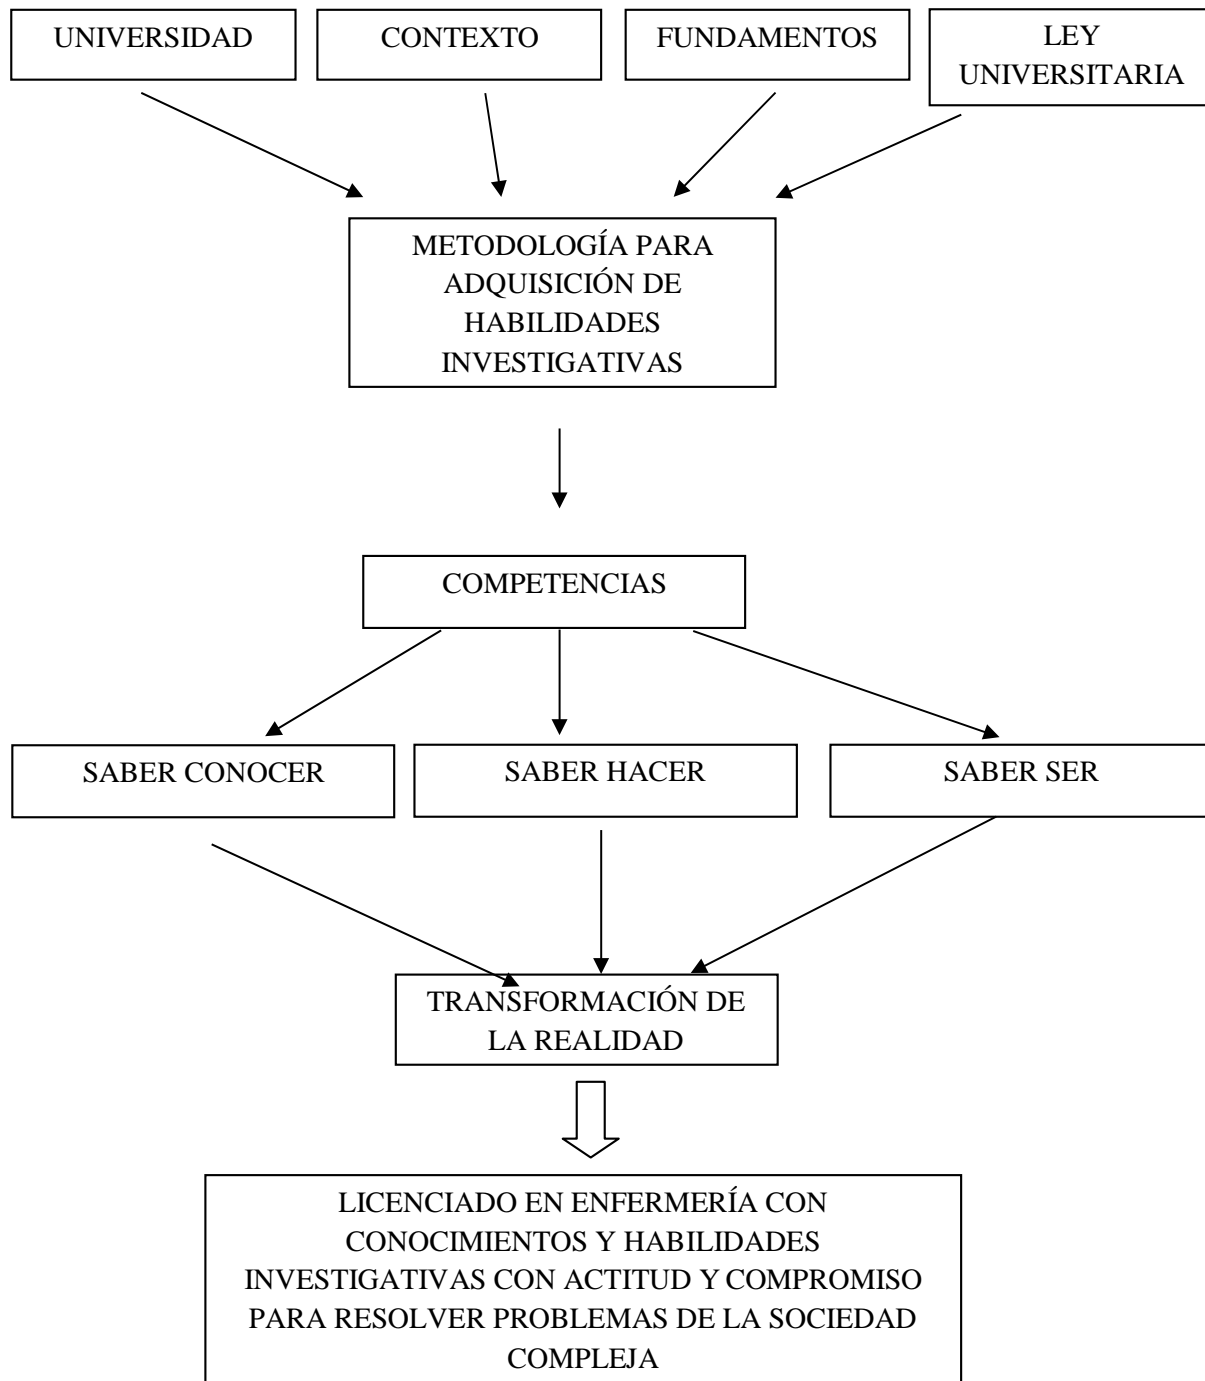 UNIVERSIDAD
CONTEXTO
FUNDAMENTOS
LEY
UNIVERSITARIA
METODOLOGÍA PARA
ADQUISICIÓN DE
HABILIDADES
INVESTIGATIVAS
COMPETENCIAS
SABER CONOCER
SABER HACER
SABER SER
TRANSFORMACIÓN DE
LA REALIDAD
LICENCIADO EN ENFERMERÍA CON
CONOCIMIENTOS Y HABILIDADES
INVESTIGATIVAS CON ACTITUD Y COMPROMISO
PARA RESOLVER PROBLEMAS DE LA SOCIEDAD
COMPLEJA